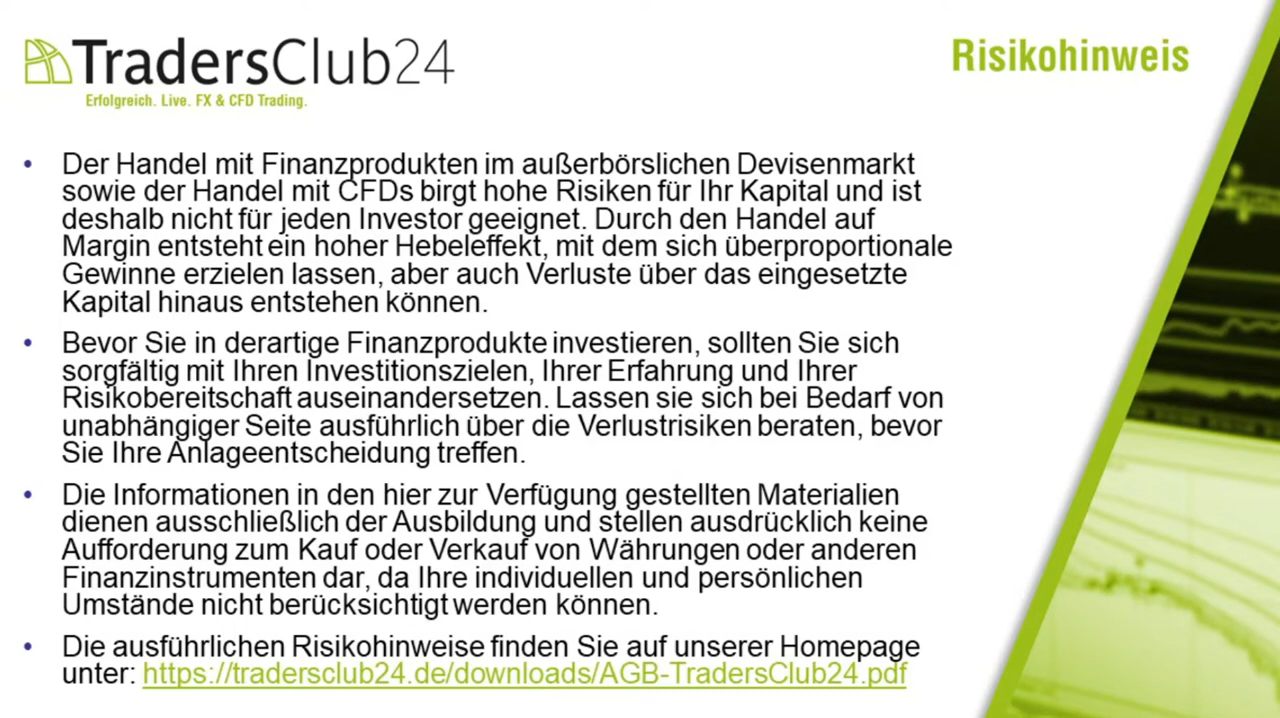 TradersClub24
Erfolgreich. Live. FX & CFD Trading.
Risikohinweis
• Der Handel mit Finanzprodukten im außerbörslichen Devisenmarkt
sowie der Handel mit CFDs birgt hohe Risiken für Ihr Kapital und ist
deshalb nicht für jeden Investor geeignet. Durch den Handel auf
Margin entsteht ein hoher Hebeleffekt, mit dem sich überproportionale
Gewinne erzielen lassen, aber auch Verluste über das eingesetzte
Kapital hinaus entstehen können.
• Bevor Sie in derartige Finanzprodukte investieren, sollten Sie sich
sorgfältig mit Ihren Investitionszielen, Ihrer Erfahrung und Ihrer
Risikobereitschaft auseinandersetzen. Lassen sie sich bei Bedarf von
unabhängiger Seite ausführlich über die Verlustrisiken beraten, bevor
Sie Ihre Anlageentscheidung treffen.
• Die Informationen in den hier zur Verfügung gestellten Materialien
dienen ausschließlich der Ausbildung und stellen ausdrücklich keine
Aufforderung zum Kauf oder Verkauf von Währungen oder anderen
Finanzinstrumenten dar, da Ihre individuellen und persönlichen
Umstände nicht berücksichtigt werden können.
• Die ausführlichen Risikohinweise finden Sie auf unserer Homepage
unter: https://tradersclub24.de/downloads/AGB-TradersClub24.pdf